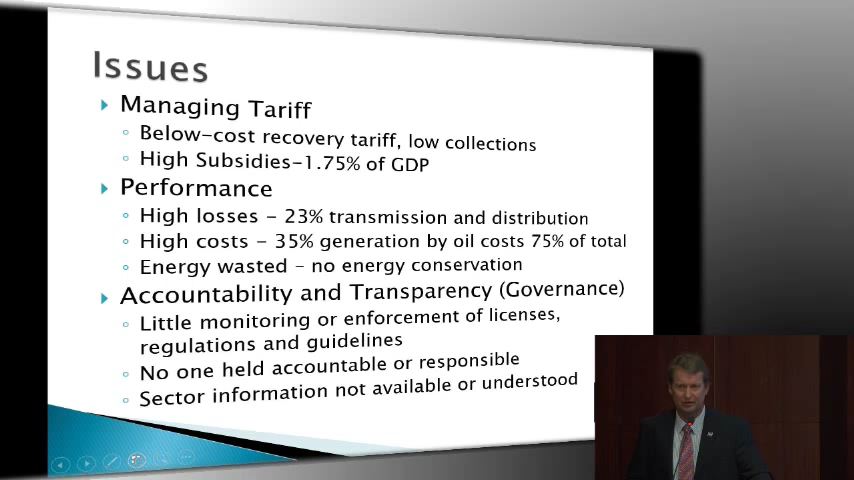 Issues
Managing Tariff
Below-cost recovery tariff, low collections
High Subsidies-1.75% of GDP
Performance
High losses - 23% transmission and distribution
High costs - 35% generation by oil costs 75% of total
Energy wasted - no energy conservation
Accountability and Transparency (Governance)
Little monitoring or enforcement of licenses,
regulations and guidelines
No one held accountable or responsible
Sector information not available or understood